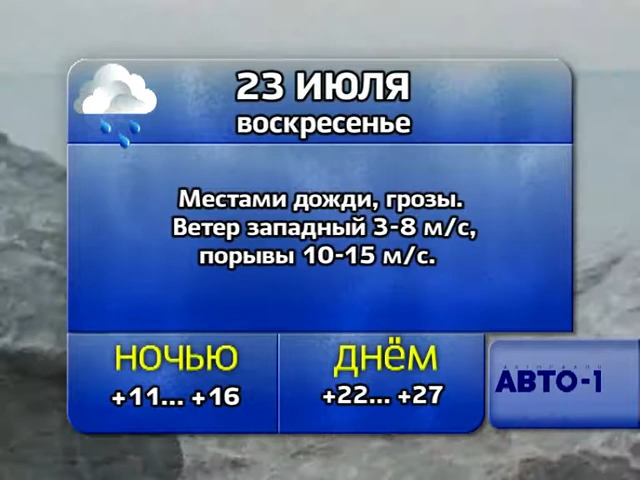 23 ИЮЛЯ
воскресенье
Местами дожди, грозы.
Ветер западный 3-8 м/с,
порывы 10-15 м/с.
НОЧЬЮ
ДНЁМ
+11... +16
+22... +27
АВТО-1